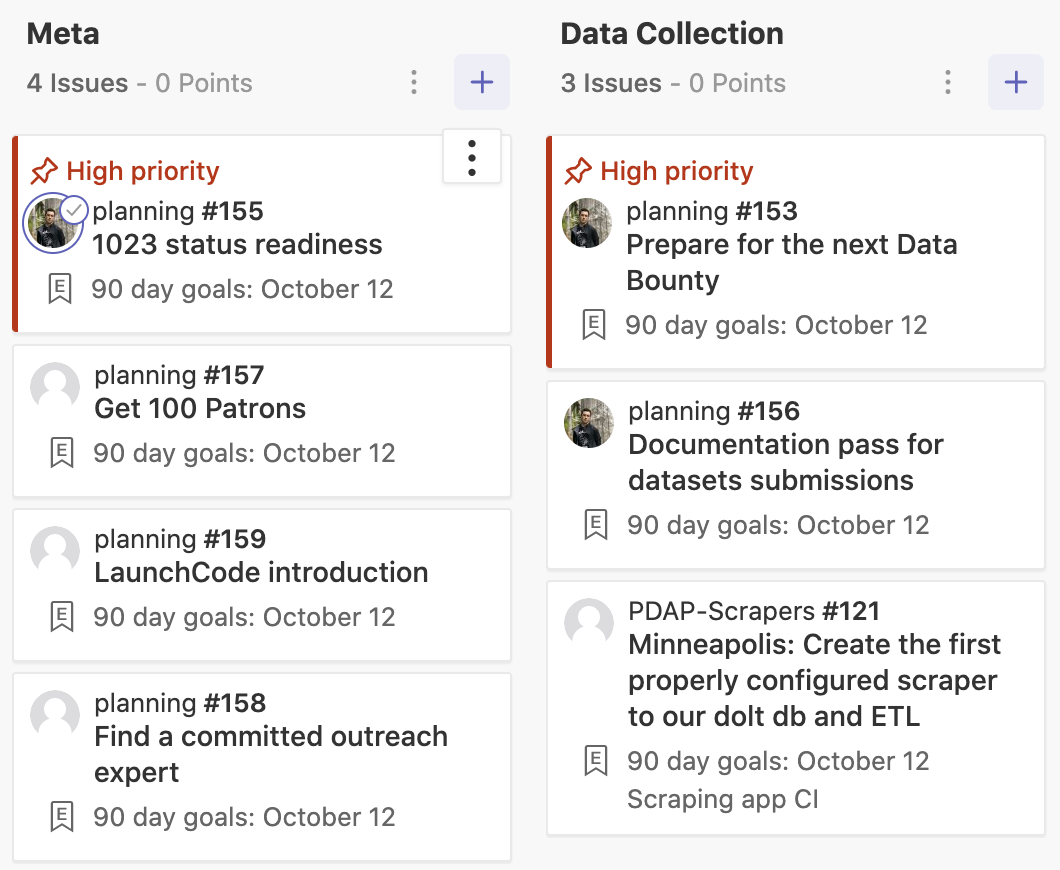 Meta
4 Issues - 0 Points
High priority
planning #155
1023 status readiness
90 day goals: October 12
planning #157
Get 100 Patrons
90 day goals: October 12
planning #159
LaunchCode introduction
90 day goals: October 12
planning #158
Find a committed outreach
expert
90 day goals: October 12
Data Collection
3 Issues - 0 Points
High priority
planning #153
Prepare for the next Data
Bounty
90 day goals: October 12
planning #156
Documentation pass for
datasets submissions
90 day goals: October 12
PDAP-Scrapers #121
Minneapolis: Create the first
properly configured scraper
to our dolt db and ETL
90 day goals: October 12
Scraping app CI